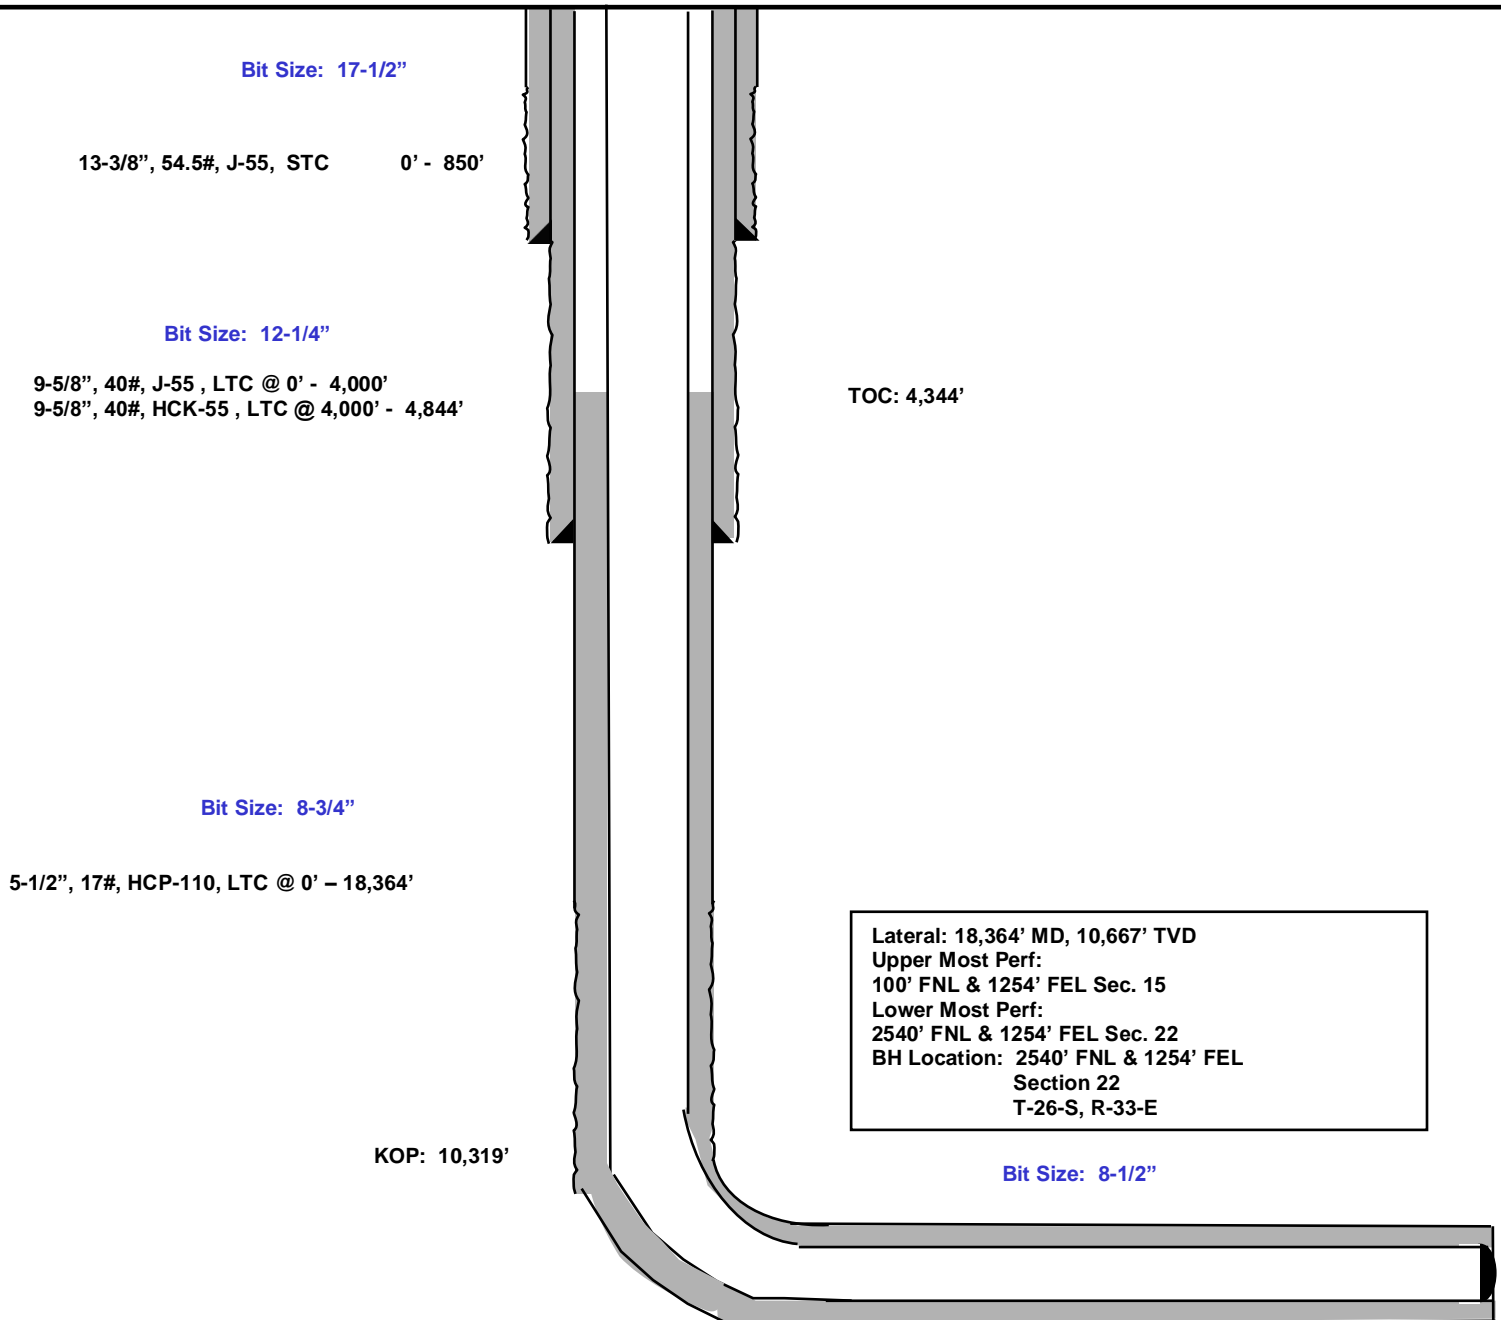 Bit Size: 17-1/2”
13-3/8”, 54.5#, J-55, STC 0’ - 850’
Bit Size: 12-1/4”
9-5/8”, 40#, J-55 , LTC @ 0’ - 4,000’
9-5/8”, 40#, HCK-55 , LTC @ 4,000’ - 4,844’
TOC: 4,344’
Bit Size: 8-3/4”
5-1/2”, 17#, HCP-110, LTC @ 0’ – 18,364’
Lateral: 18,364’ MD, 10,667’ TVD
Upper Most Perf:
100’ FNL & 1254’ FEL Sec. 15
Lower Most Perf:
2540’ FNL & 1254’ FEL Sec. 22
BH Location: 2540’ FNL & 1254’ FEL
Section 22
T-26-S, R-33-E
KOP: 10,319’
Bit Size: 8-1/2”